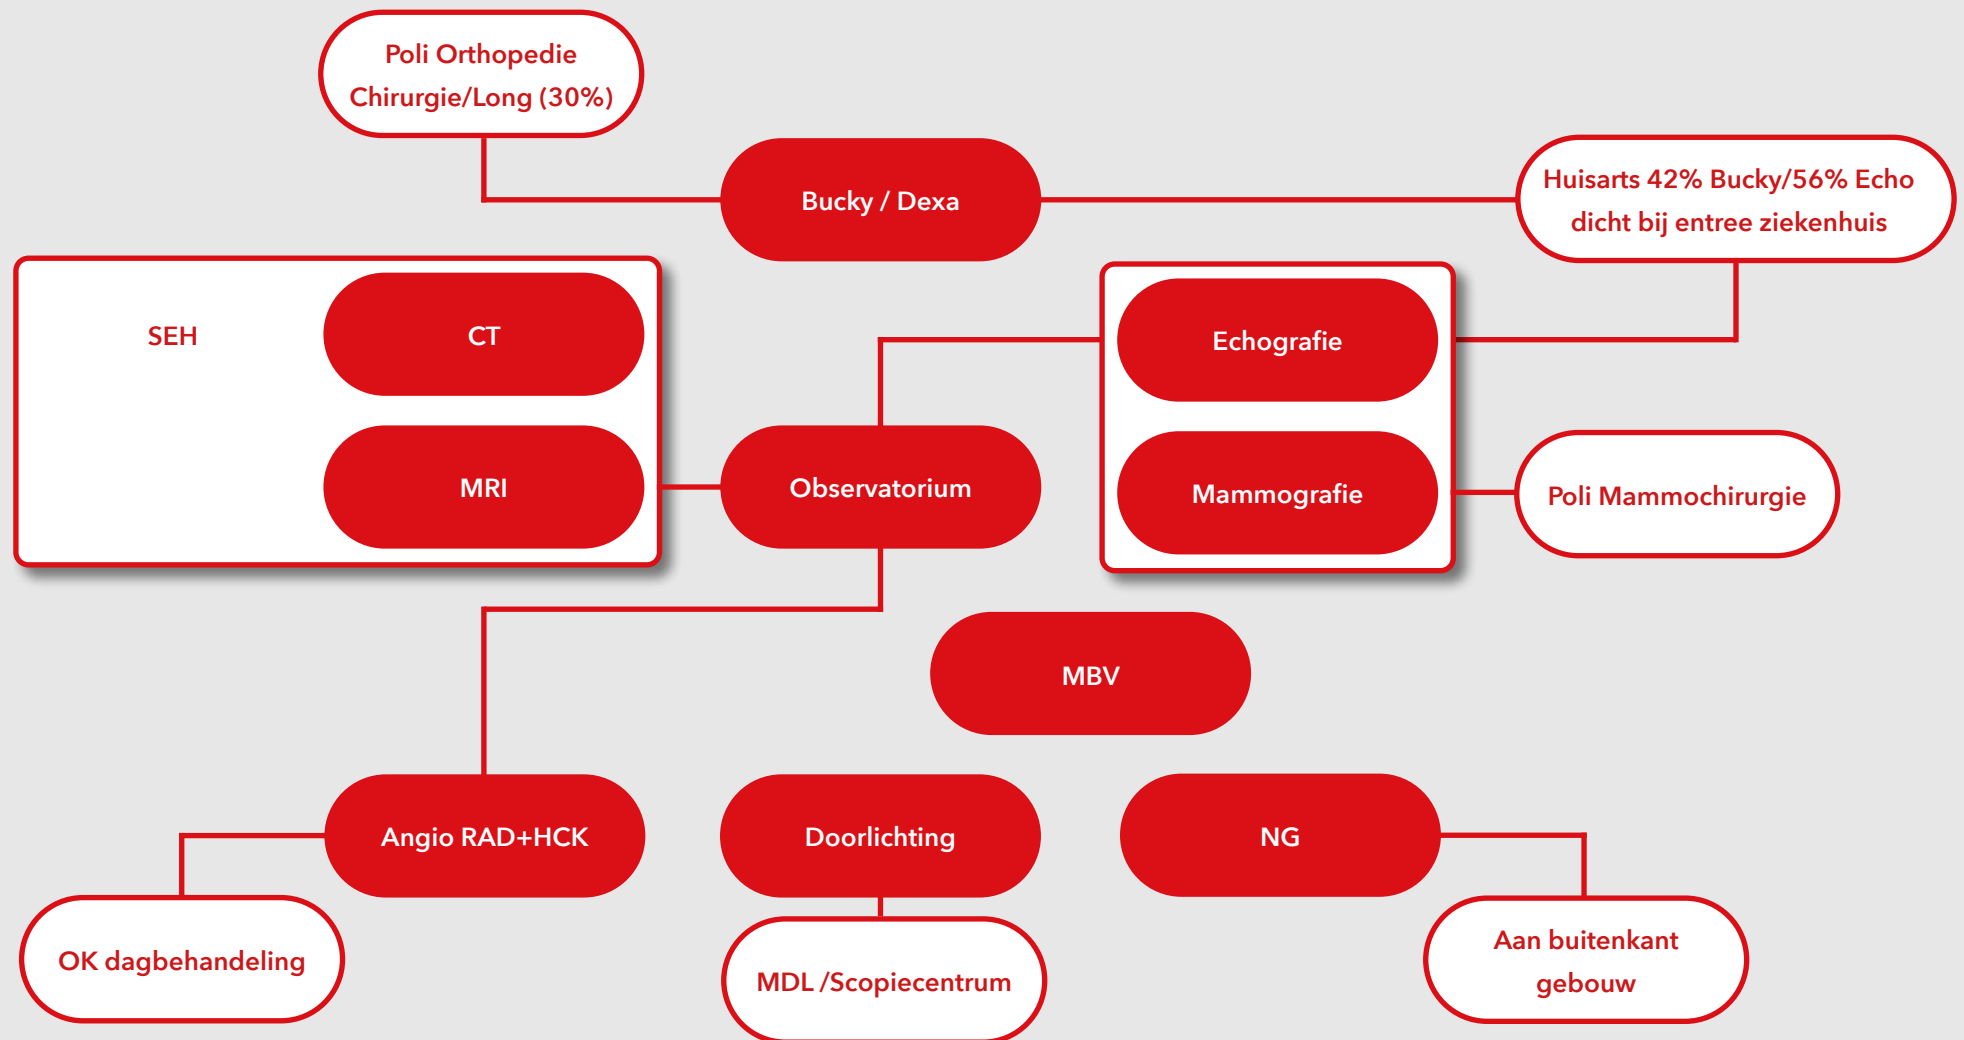 Poli Orthopedie
Chirurgie/Long (30%)
Bucky / Dexa
Huisarts 42% Bucky/56% Echo
dicht bij entree ziekenhuis
SEH
CT
Echografie
MRI
Observatorium
Mammografie
Poli Mammochirurgie
MBV
Angio RAD+HCK
Doorlichting
NG
OK dagbehandeling
MDL /Scopiecentrum
Aan buitenkant
gebouw